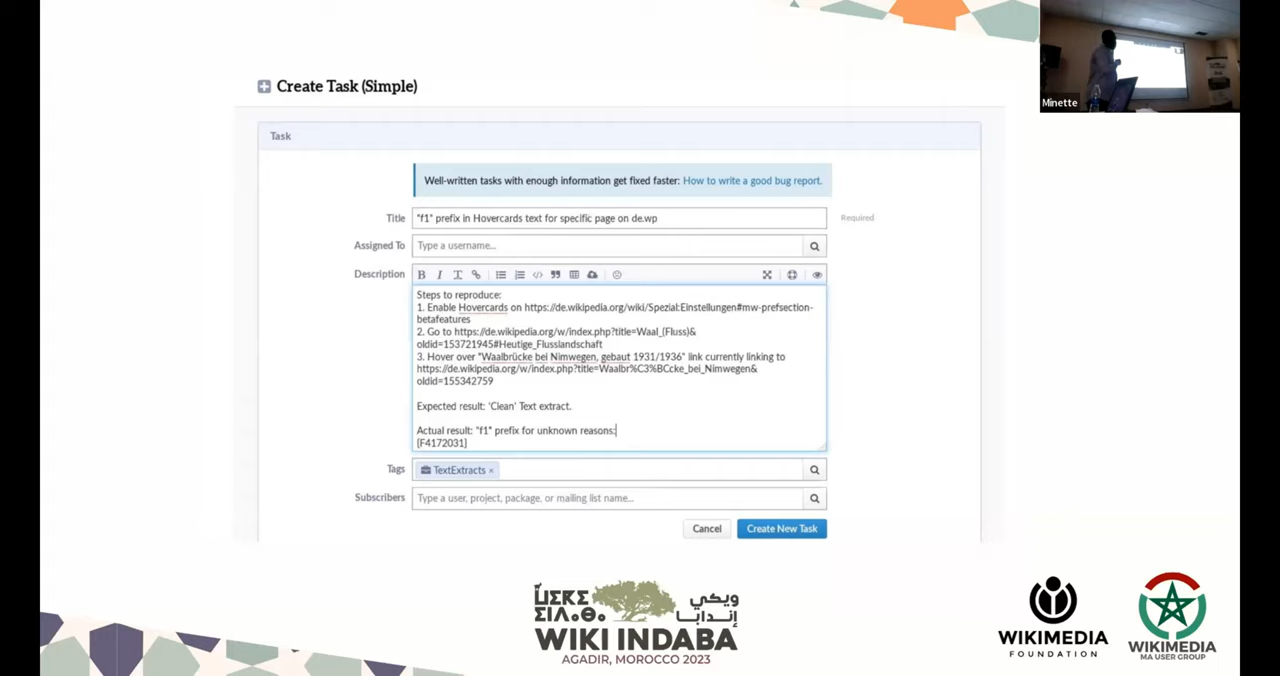 Minette
Create Task (Simple)
Task
Well-written tasks with enough information get fixed faster: How to write a good bug report.
Title
"f1" prefix in Hovercards text for specific page on de.wp
Required
Assigned To
Type a username...
Description
B I T
Steps to reproduce:
1. Enable Hovercards on https://de.wikipedia.org/wiki/Spezial:Einstellungen#mw-prefsection-
betafeatures
2. Go to https://de.wikipedia.org/w/index.php?title=Waal_(Fluss)&
oldid=153721945#Heutige_Flusslandschaft
3. Hover over "Waalbrücke bei Nimwegen, gebaut 1931/1936" link currently linking to
https://de.wikipedia.org/w/index.php?title=Waalbr%C3%BCcke_bei_Nimwegen&
oldid=155342759
Expected result: 'Clean' Text extract.
Actual result: "f1" prefix for unknown reasons:
[F4172031]
Tags
TextExtracts ×
Subscribers
Type a user, project, package, or mailing list name...
Cancel
Create New Task
ويكي
إندابا
WIKI INDABA
AGADIR, MOROCCO 2023
WIKIMEDIA
FOUNDATION
WIKIMEDIA
MA USER GROUP